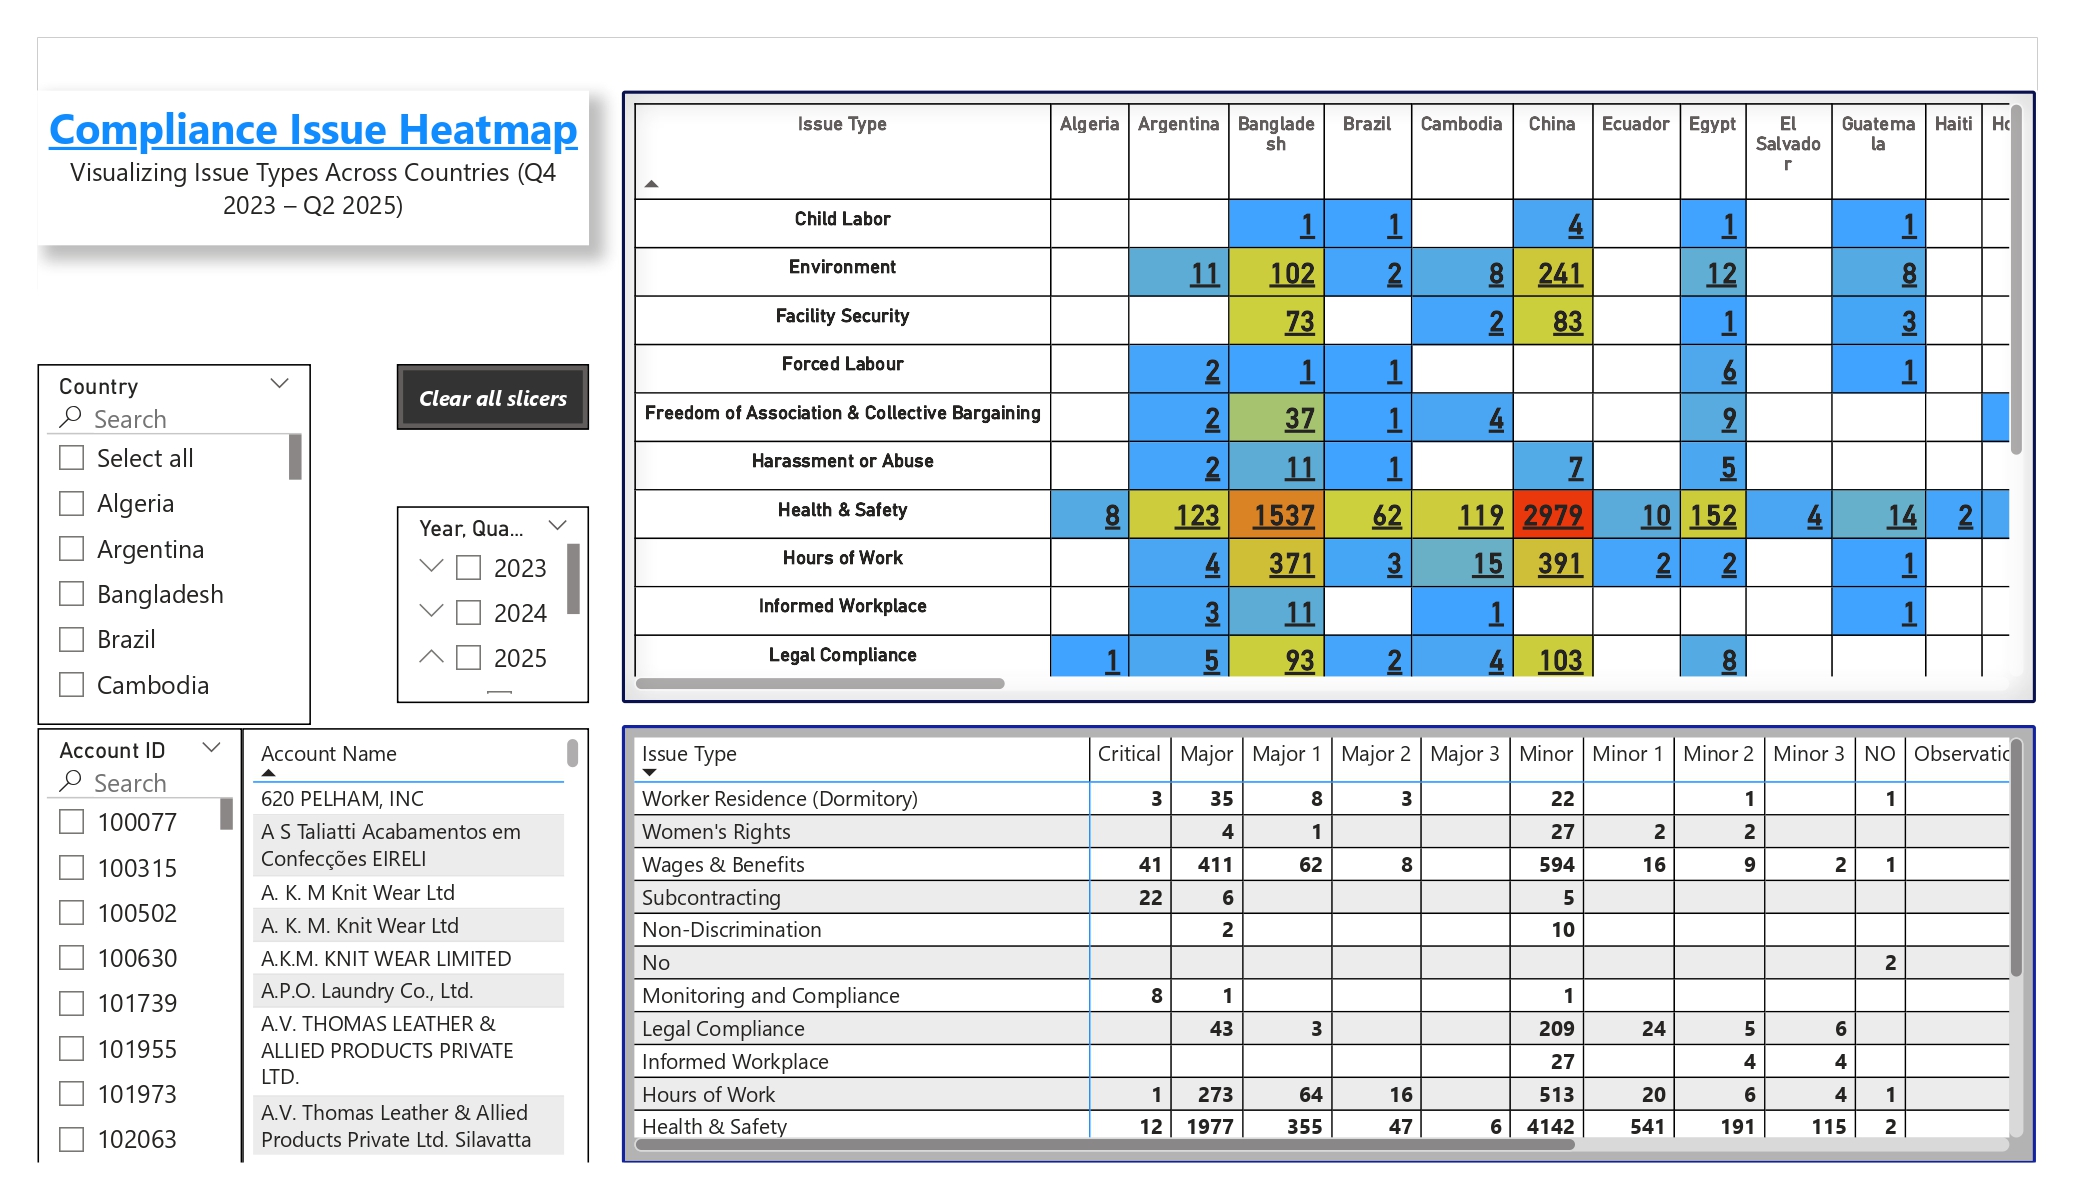 Compliance Issue Heatmap
Visualizing Issue Types Across Countries (Q4
2023 – Q2 2025)
Country
Search
Select all
Algeria
Argentina
Bangladesh
Brazil
Cambodia
Clear all slicers
Year, Qua...
2023
2024
2025
Account ID
Search
100077
100315
100502
100630
101739
101955
101973
102063
Account Name
620 PELHAM, INC
A S Taliatti Acabamentos em
Confecções EIRELI
A. K. M Knit Wear Ltd
A. K. M. Knit Wear Ltd
A.K.M. KNIT WEAR LIMITED
A.P.O. Laundry Co., Ltd.
A.V. THOMAS LEATHER &
ALLIED PRODUCTS PRIVATE
LTD.
A.V. Thomas Leather & Allied
Products Private Ltd. Silavatta
Issue Type Algeria Argentina Banglade Brazil Cambodia China Ecuador Egypt El Guatema Haiti
sh Salvado la
r
Child Labor 1 1 4 1 1
Environment 11 102 2 8 241 12 8
Facility Security 73 2 83 1 3
Forced Labour 2 1 1 6 1
Freedom of Association & Collective Bargaining 2 37 1 4 9
Harassment or Abuse 2 11 1 7 5
Health & Safety 8 123 1537 62 119 2979 10 152 4 14 2
Hours of Work 4 371 3 15 391 2 2 1
Informed Workplace 3 11 1 1
Legal Compliance 1 5 93 2 4 103 8
Issue Type Critical Major Major 1 Major 2 Major 3 Minor Minor 1 Minor 2 Minor 3 NO
Worker Residence (Dormitory) 3 35 8 3 22 1 1
Women's Rights 4 1 27 2 2
Wages & Benefits 41 411 62 8 594 16 9 2 1
Subcontracting 22 6 5
Non-Discrimination 2 10
No 2
Monitoring and Compliance 8 1 1
Legal Compliance 43 3 209 24 5 6
Informed Workplace 27 4 4
Hours of Work 1 273 64 16 513 20 6 4 1
Health & Safety 12 1977 355 47 6 4142 541 191 115 2